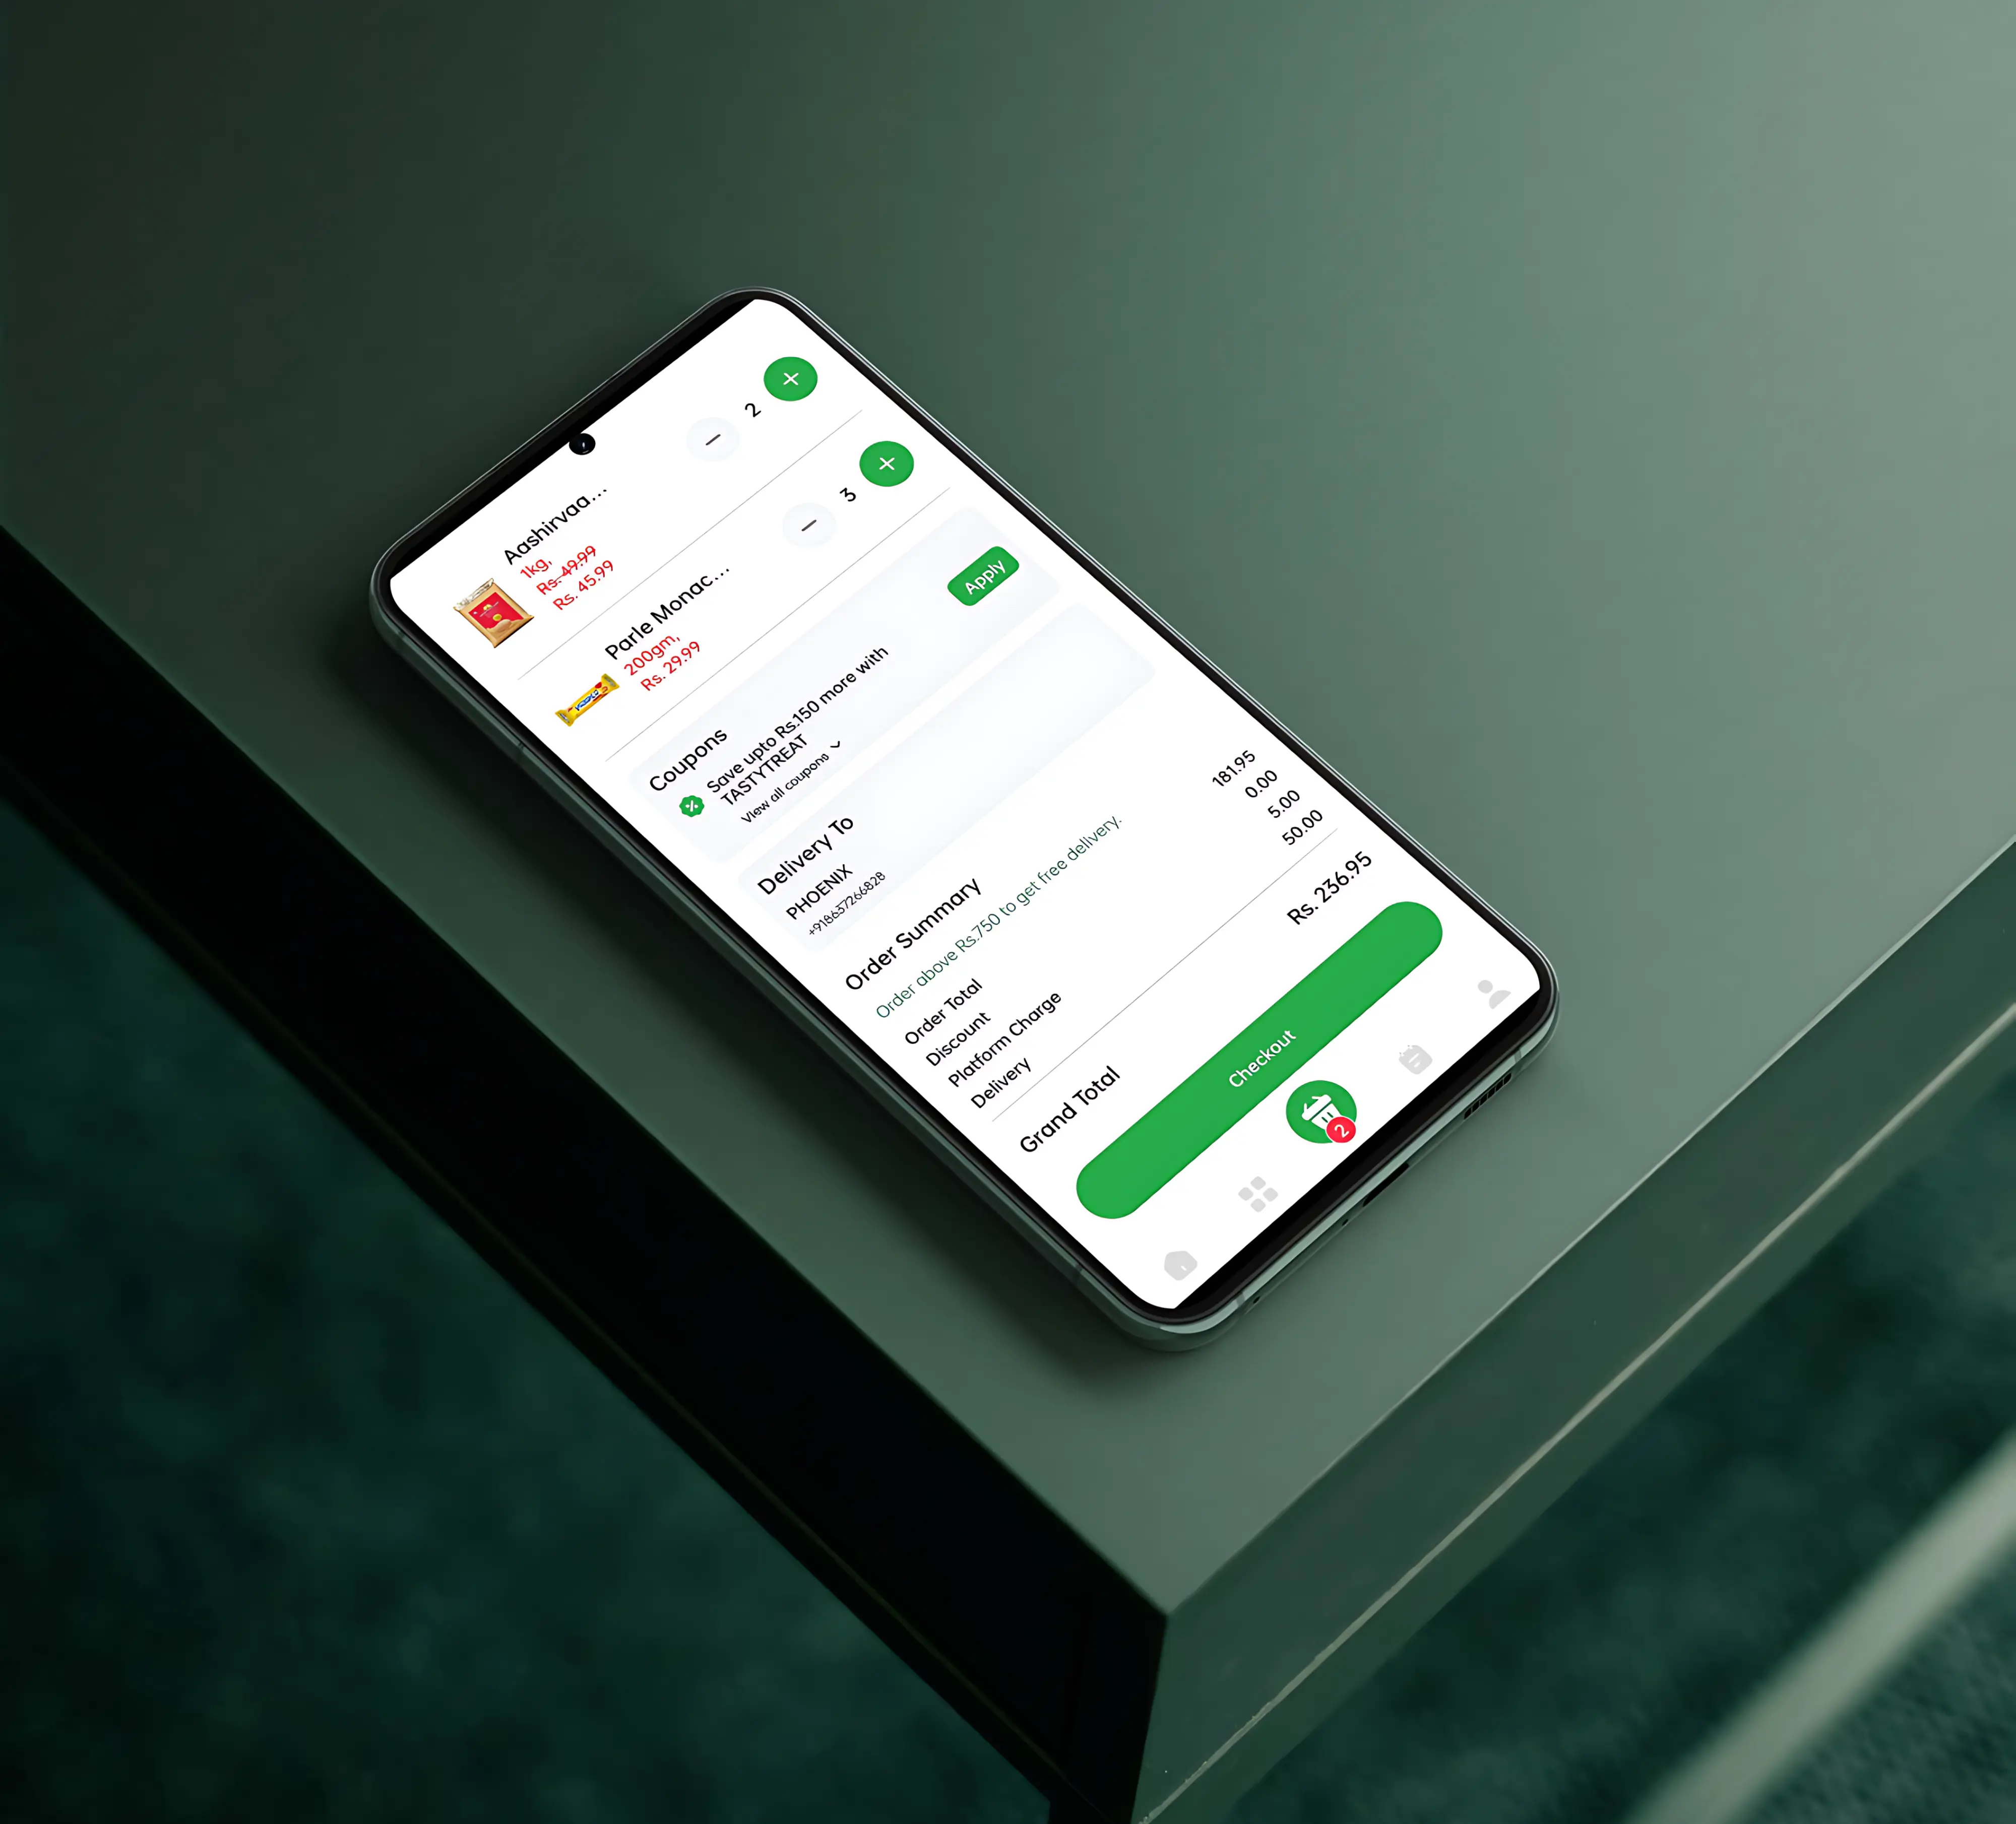 Aashirvaa...
1kg,
Rs. 49.99
Rs. 45.99
2
Parle Monac...
200gm,
Rs. 29.99
3
Coupons
Save upto Rs.150 more with
TASTYTREAT
View all coupons
Apply
Delivery To
PHOENIX
+918637266828
Order Summary
Order above Rs.750 to get free delivery.
Order Total 181.95
Discount 0.00
Platform Charge 5.00
Delivery 50.00
Grand Total Rs. 236.95
Checkout
2